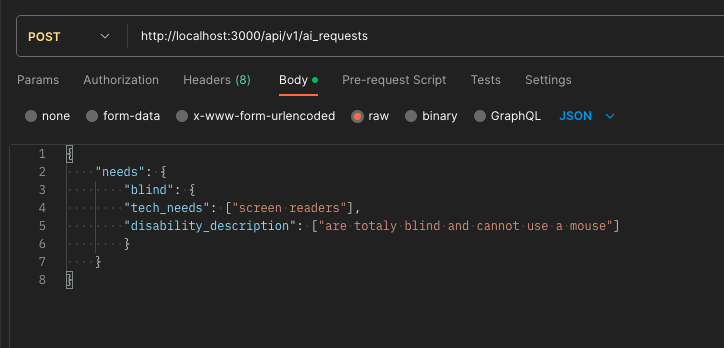 POST http://localhost:3000/api/v1/ai_requests
Params Authorization Headers (8) Body Pre-request Script Tests Settings
none form-data x-www-form-urlencoded raw binary GraphQL JSON
1 {
2 "needs": {
3 "blind": {
4 "tech_needs": ["screen readers"],
5 "disability_description": ["are totaly blind and cannot use a mouse"]
6 }
7 }
8 }